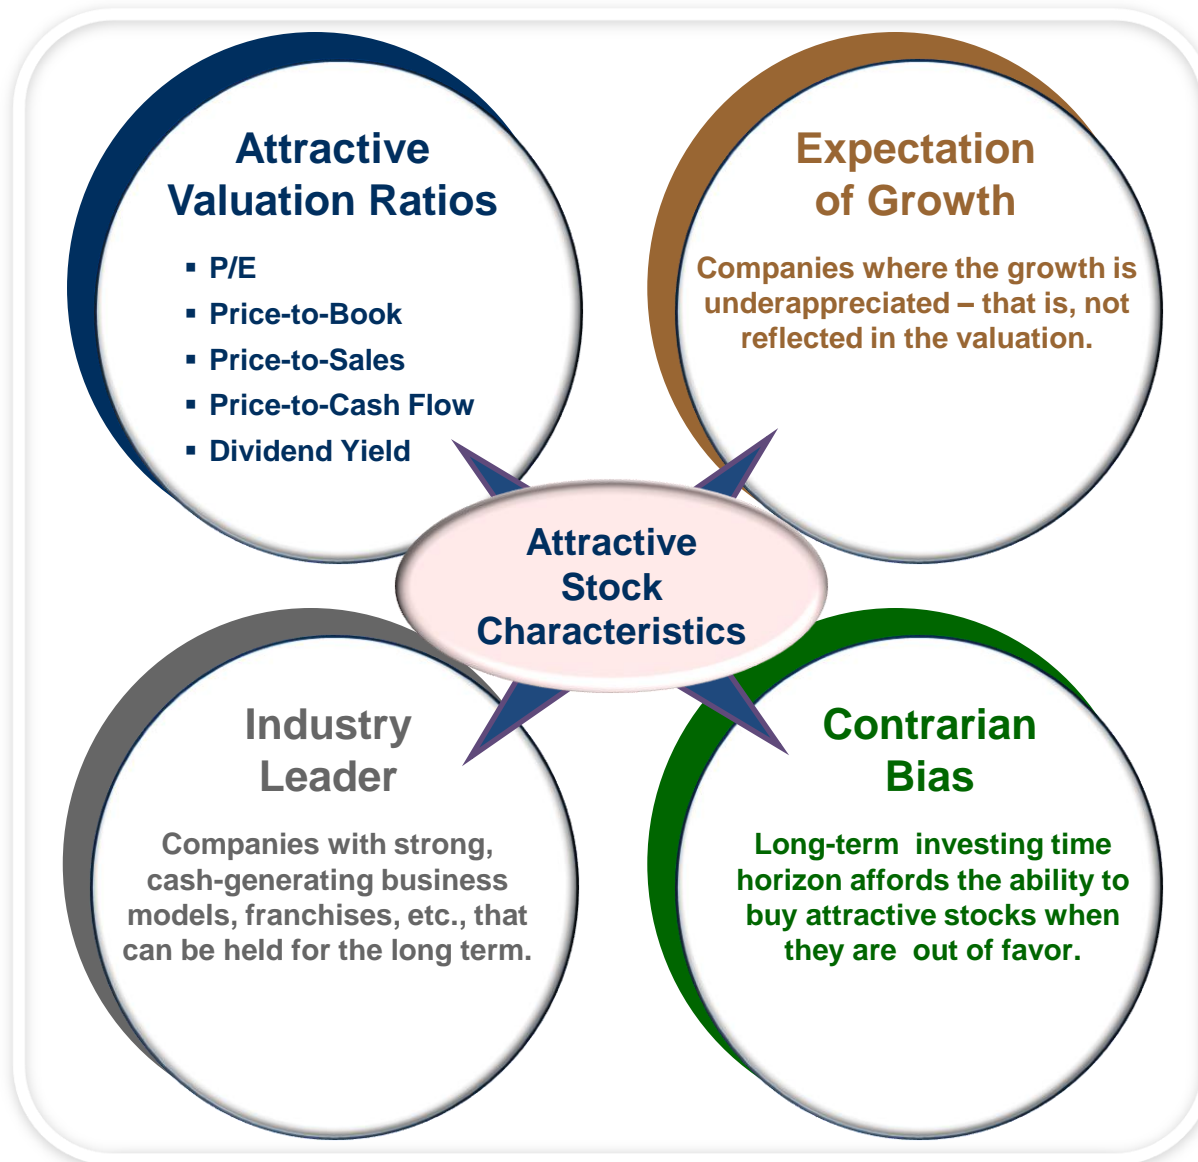 Attractive
Valuation Ratios
▪ P/E
▪ Price-to-Book
▪ Price-to-Sales
▪ Price-to-Cash Flow
▪ Dividend Yield
Expectation
of Growth
Companies where the growth is
underappreciated – that is, not
reflected in the valuation.
Attractive
Stock
Characteristics
Industry
Leader
Companies with strong,
cash-generating business
models, franchises, etc., that
can be held for the long term.
Contrarian
Bias
Long-term  investing time
horizon affords the ability to
buy attractive stocks when
they are  out of favor.